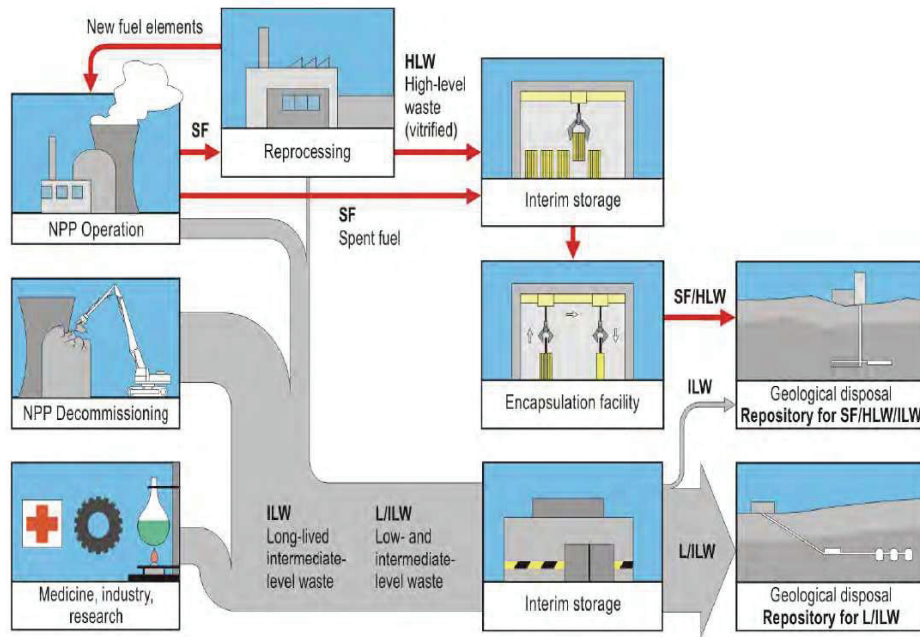 New fuel elements
HLW
High-level
waste
(vitrified)
SF
Reprocessing
Interim storage
NPP Operation
SF
Spent fuel
SF/HLW
ILW
NPP Decommissioning
Encapsulation facility
Geological disposal
Repository for SF/HLW/ILW
ILW
Long-lived
intermediate-
level waste
L/ILW
Low- and
intermediate-
level waste
L/ILW
Medicine, industry,
research
Interim storage
Geological disposal
Repository for L/ILW